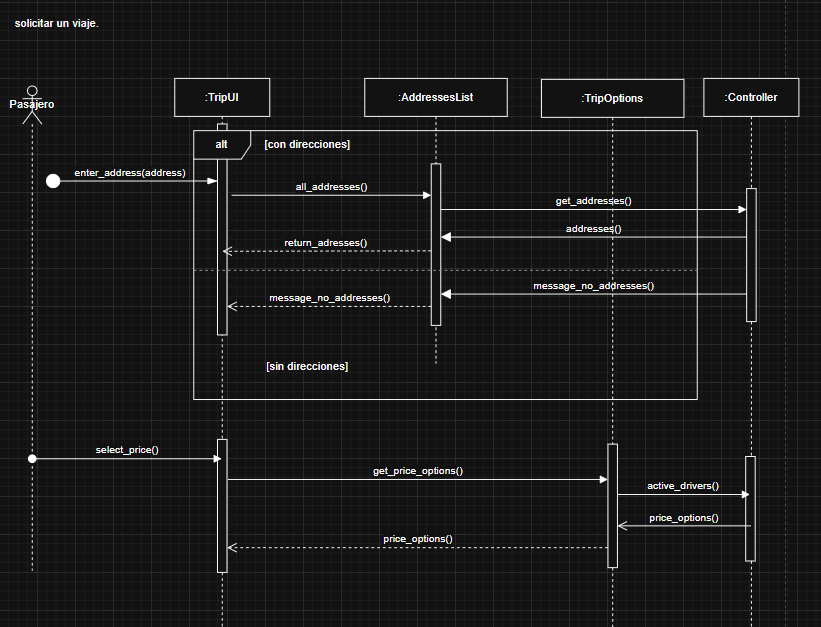 solicitar un viaje.
Pasajero
:TripUI
:AddressesList
:TripOptions
:Controller
alt
[con direcciones]
enter_address(address)
all_addresses()
get_addresses()
addresses()
return_adresses()
message_no_addresses()
message_no_addresses()
[sin direcciones]
select_price()
get_price_options()
active_drivers()
price_options()
price_options()